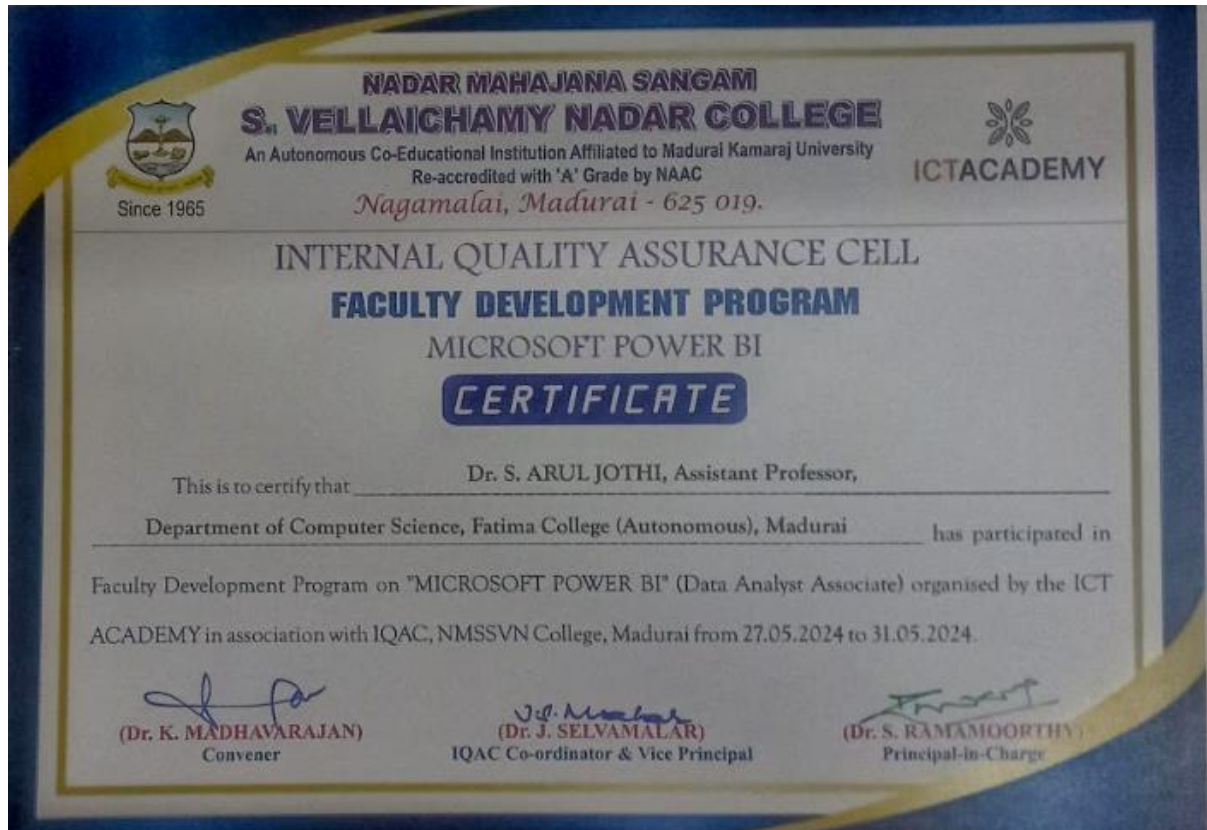 NADAR MAHAJANA SANGAM
S. VELLAICHAMY NADAR COLLEGE
An Autonomous Co-Educational Institution Affiliated to Madurai Kamaraj University
Re-accredited with 'A' Grade by NAAC
Nagamalai, Madurai - 625 019.
Since 1965
ICTACADEMY
INTERNAL QUALITY ASSURANCE CELL
FACULTY DEVELOPMENT PROGRAM
MICROSOFT POWER BI
CERTIFICATE
This is to certify that Dr. S. ARUL JOTHI, Assistant Professor,
Department of Computer Science, Fatima College (Autonomous), Madurai has participated in
Faculty Development Program on "MICROSOFT POWER BI" (Data Analyst Associate) organised by the ICT
ACADEMY in association with IQAC, NMSSVN College, Madurai from 27.05.2024 to 31.05.2024.
(Dr. K. MADHAVARAJAN)
Convener
(Dr. J. SELVAMALAR)
IQAC Co-ordinator & Vice Principal
(Dr. S. RAMAMOORTHY)
Principal-in-Charge